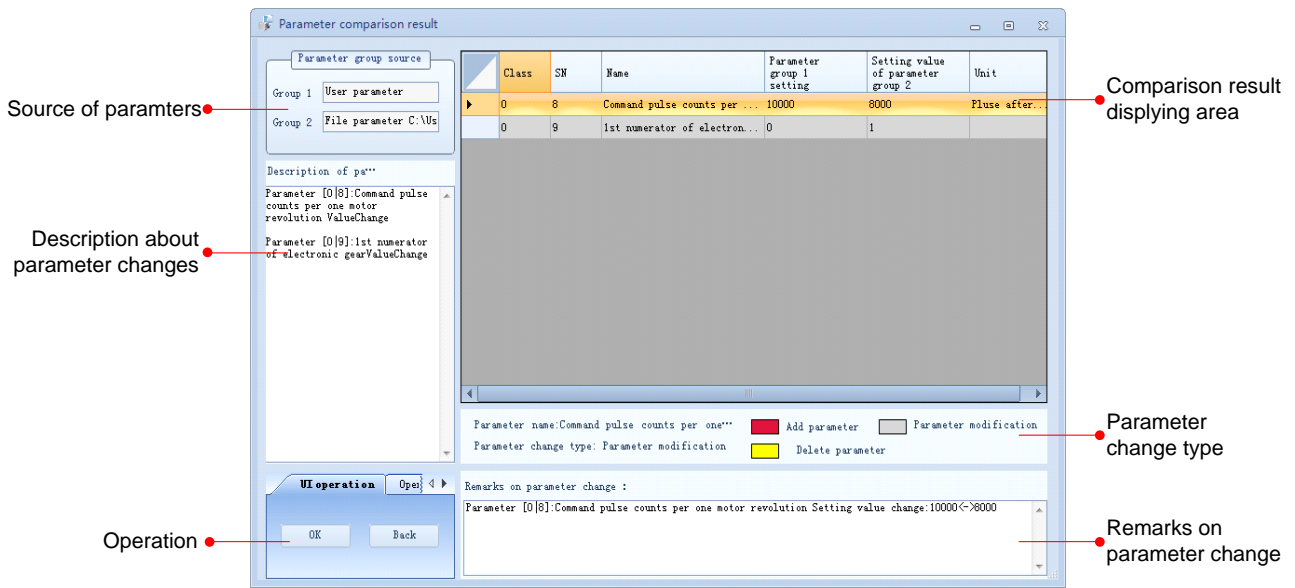 Parameter comparison result
Parameter group source
Group 1 User parameter
Group 2 File parameter C:\Us
Class SN Name Parameter group 1 setting Setting value of parameter group 2 Unit
0 8 Command pulse counts per ... 10000 8000 Pluse after...
0 9 1st numerator of electron... 0 1
Description of pa…
Parameter [0|8]:Command pulse
counts per one motor
revolution ValueChange
Parameter [0|9]:1st numerator
of electronic gearValueChange
Parameter name:Command pulse counts per one…
Parameter change type: Parameter modification
Add parameter
Parameter modification
Delete parameter
UI operation Oper
OK Back
Remarks on parameter change :
Parameter [0|8]:Command pulse counts per one motor revolution Setting value change:10000<->8000
Source of paramters
Description about
parameter changes
Operation
Comparison result
displying area
Parameter
change type
Remarks on
parameter change